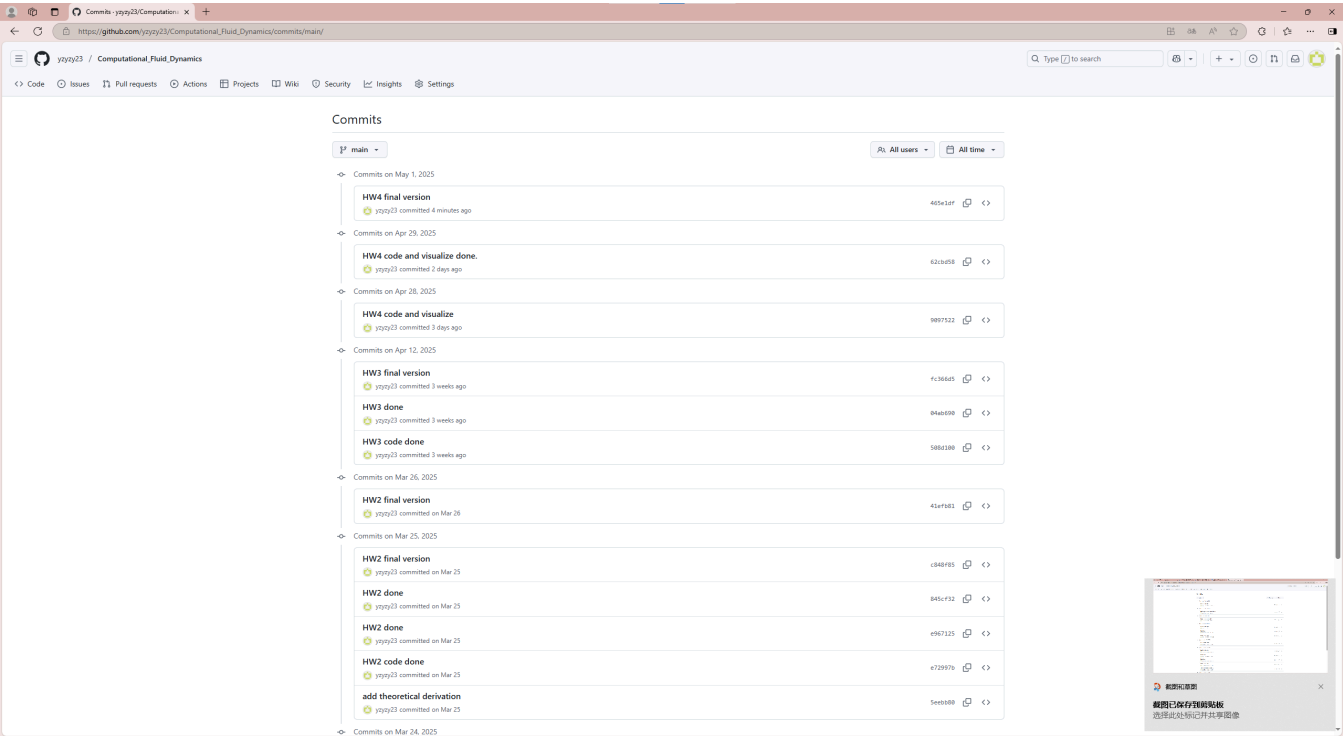 Commits · yzyzy23/Computationa
https://github.com/yzyzy23/Computational_Fluid_Dynamics/commits/main/
yzyzy23 / Computational_Fluid_Dynamics
Type / to search
Code Issues Pull requests Actions Projects Wiki Security Insights Settings
Commits
main All users All time
Commits on May 1, 2025
HW4 final version
465e1df
yzyzy23 committed 4 minutes ago
Commits on Apr 29, 2025
HW4 code and visualize done.
62cbd58
yzyzy23 committed 2 days ago
Commits on Apr 28, 2025
HW4 code and visualize
9097522
yzyzy23 committed 3 days ago
Commits on Apr 12, 2025
HW3 final version
fc366d5
yzyzy23 committed 3 weeks ago
HW3 done
04ab690
yzyzy23 committed 3 weeks ago
HW3 code done
508d100
yzyzy23 committed 3 weeks ago
Commits on Mar 26, 2025
HW2 final version
41efb81
yzyzy23 committed on Mar 26
Commits on Mar 25, 2025
HW2 final version
c848f85
yzyzy23 committed on Mar 25
HW2 done
845cf32
yzyzy23 committed on Mar 25
HW2 done
e967125
yzyzy23 committed on Mar 25
HW2 code done
e72997b
yzyzy23 committed on Mar 25
add theoretical derivation
5eebb80
yzyzy23 committed on Mar 25
Commits on Mar 24, 2025
截图和草图
截图已保存到剪贴板
选择此处标记并共享图像